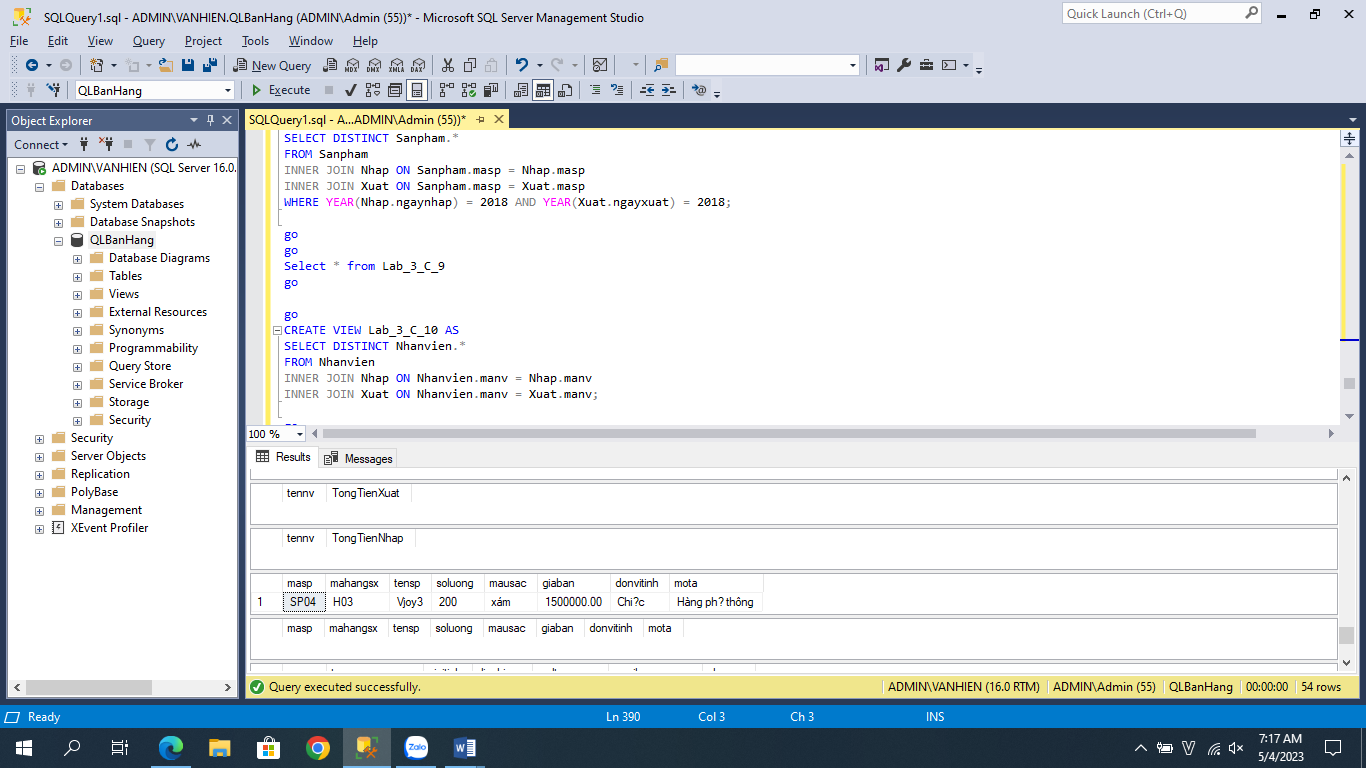 SQLQuery1.sql - ADMIN\VANHIEN.QLBanHang (ADMIN\Admin (55))* - Microsoft SQL Server Management Studio
Quick Launch (Ctrl+Q)
File Edit View Query Project Tools Window Help
New Query MDX DMX XMLA DAX
QLBanHang Execute
Object Explorer
Connect
ADMIN\VANHIEN (SQL Server 16.0.
Databases
System Databases
Database Snapshots
QLBanHang
Database Diagrams
Tables
Views
External Resources
Synonyms
Programmability
Query Store
Service Broker
Storage
Security
Security
Server Objects
Replication
PolyBase
Management
XEvent Profiler
SQLQuery1.sql - A...ADMIN\Admin (55))*
SELECT DISTINCT Sanpham.*
FROM Sanpham
INNER JOIN Nhap ON Sanpham.masp = Nhap.masp
INNER JOIN Xuat ON Sanpham.masp = Xuat.masp
WHERE YEAR(Nhap.ngaynhap) = 2018 AND YEAR(Xuat.ngayxuat) = 2018;
go
go
Select * from Lab_3_C_9
go
go
CREATE VIEW Lab_3_C_10 AS
SELECT DISTINCT Nhanvien.*
FROM Nhanvien
INNER JOIN Nhap ON Nhanvien.manv = Nhap.manv
INNER JOIN Xuat ON Nhanvien.manv = Xuat.manv;
100 %
Results Messages
tennv TongTienXuat
tennv TongTienNhap
masp mahangsx tensp soluong mausac giaban donvitinh mota
1 SP04 H03 Vjoy3 200 xám 1500000.00 Chi?c Hàng ph? thông
masp mahangsx tensp soluong mausac giaban donvitinh mota
Query executed successfully. ADMIN\VANHIEN (16.0 RTM) ADMIN\Admin (55) QLBanHang 00:00:00 54 rows
Ready Ln 390 Col 3 Ch 3 INS
Zalo
7:17 AM
5/4/2023